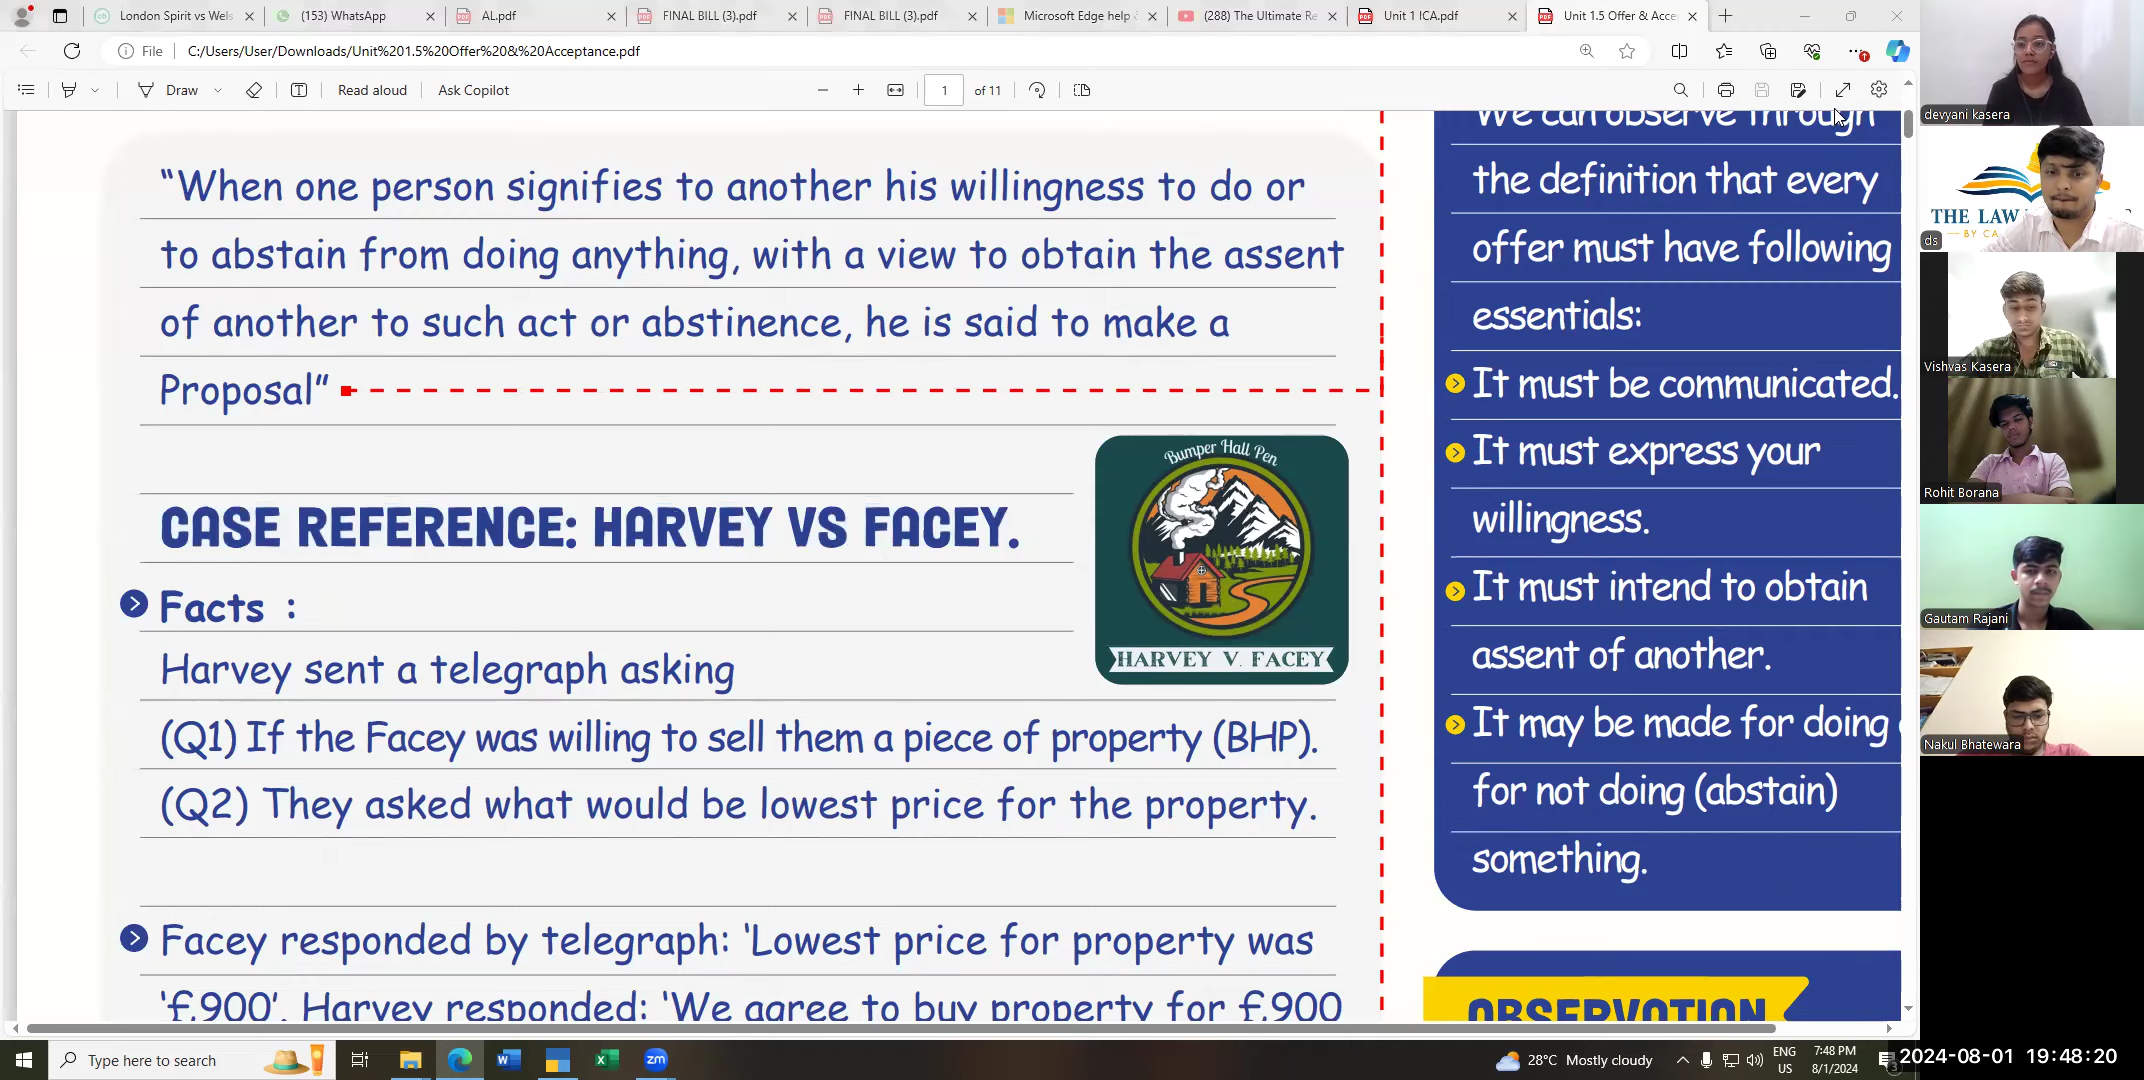 London Spirit vs Wels
(153) WhatsApp
AL.pdf
FINAL BILL (3).pdf
FINAL BILL (3).pdf
Microsoft Edge help &
(288) The Ultimate Re
Unit 1 ICA.pdf
Unit 1.5 Offer & Acce
File
C:/Users/User/Downloads/Unit%201.5%20Offer%20&%20Acceptance.pdf
Draw
Read aloud
Ask Copilot
1
of 11
"When one person signifies to another his willingness to do or
to abstain from doing anything, with a view to obtain the assent
of another to such act or abstinence, he is said to make a
Proposal"
CASE REFERENCE: HARVEY VS FACEY.
Bumper Hall Pen
HARVEY V. FACEY
Facts :
Harvey sent a telegraph asking
(Q1) If the Facey was willing to sell them a piece of property (BHP).
(Q2) They asked what would be lowest price for the property.
Facey responded by telegraph: 'Lowest price for property was
'£900'. Harvey responded: 'We agree to buy property for £900
We can observe through
the definition that every
offer must have following
essentials:
It must be communicated.
It must express your
willingness.
It must intend to obtain
assent of another.
It may be made for doing
for not doing (abstain)
something.
OBSERVATION
devyani kasera
THE LAW
BY CA
ds
Vishvas Kasera
Rohit Borana
Gautam Rajani
Nakul Bhatewara
Type here to search
28°C Mostly cloudy
ENG
US
7:48 PM
8/1/2024
3
2024-08-01 19:48:20